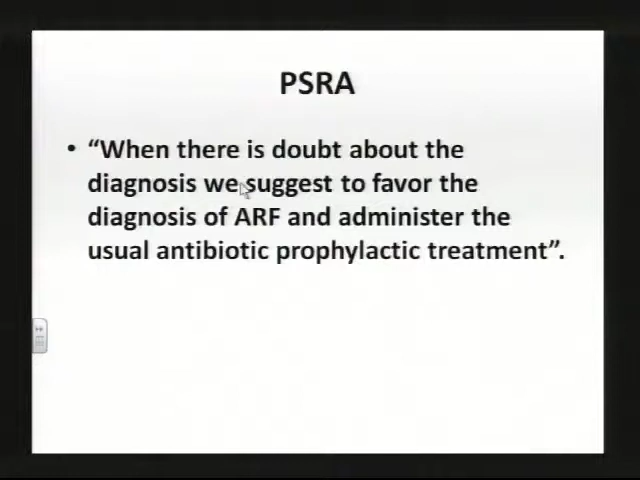 PSRA
• “When there is doubt about the
diagnosis we suggest to favor the
diagnosis of ARF and administer the
usual antibiotic prophylactic treatment”.